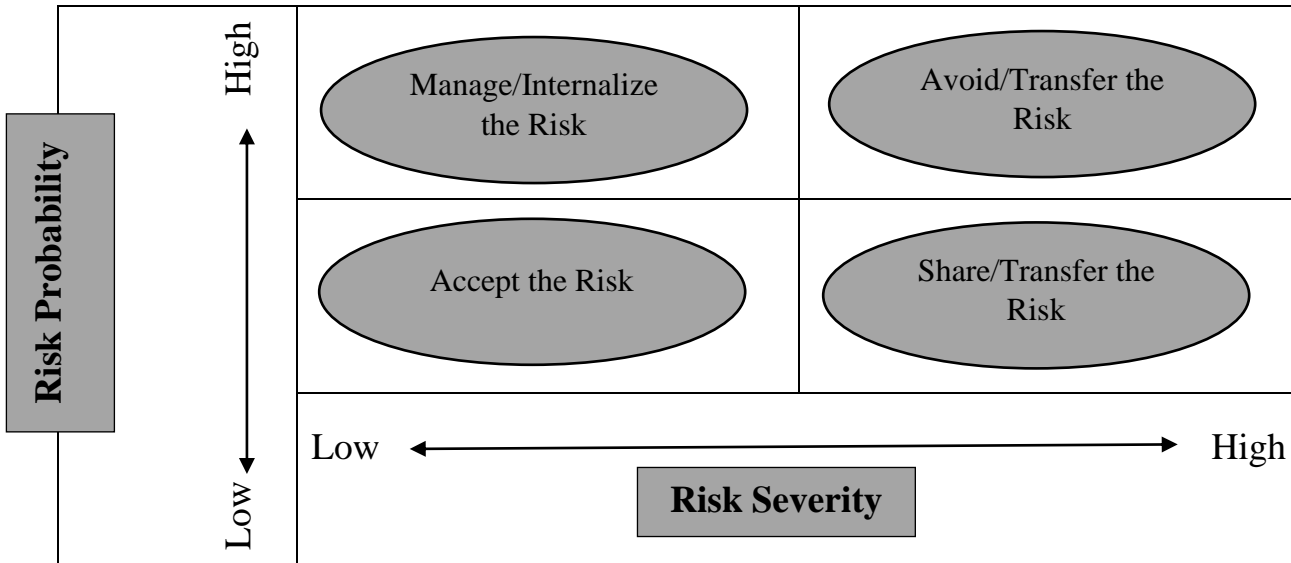 High
Manage/Internalize
the Risk
Avoid/Transfer the
Risk
Risk Probability
Accept the Risk
Share/Transfer the
Risk
Low
Low
High
Risk Severity